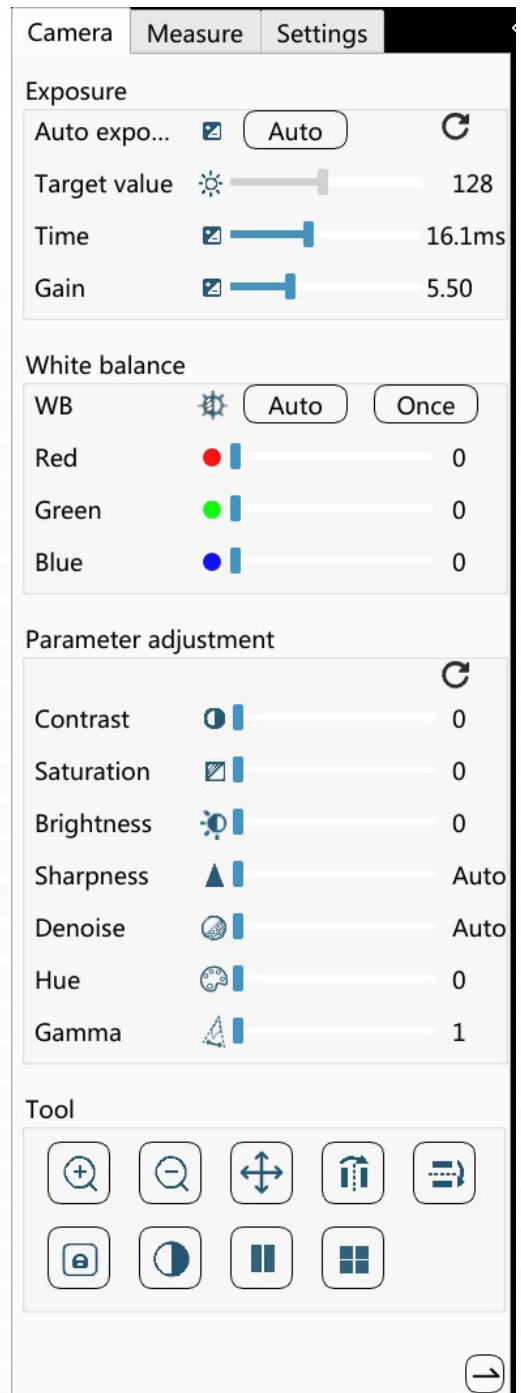 Camera Measure Settings
Exposure
Auto expo... Auto
Target value 128
Time 16.1ms
Gain 5.50
White balance
WB Auto Once
Red 0
Green 0
Blue 0
Parameter adjustment
Contrast 0
Saturation 0
Brightness 0
Sharpness Auto
Denoise Auto
Hue 0
Gamma 1
Tool